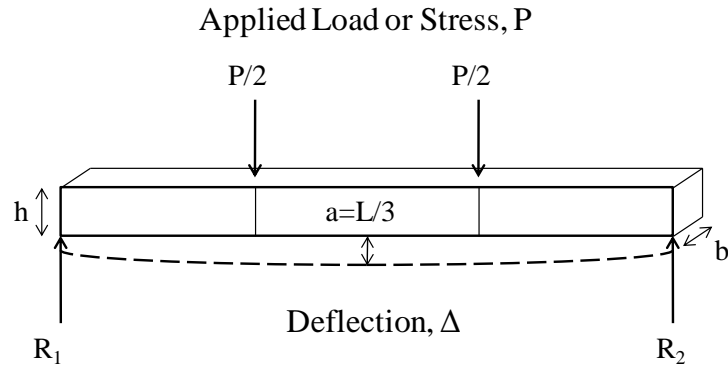 Applied Load or Stress, P
P/2 P/2
h a=L/3 b
Deflection, Δ
R1 R2